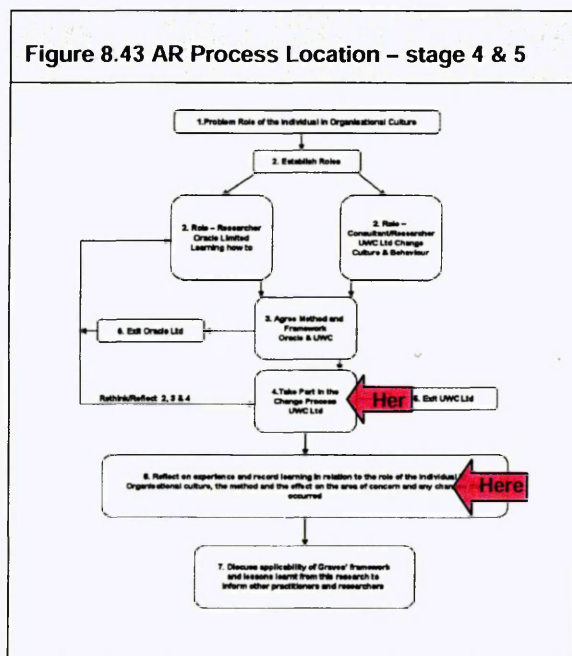 Figure 8.43 AR Process Location – stage 4 & 5
1.Problem Role of the Individual in Organisational Culture
2. Establish Roles
2. Role – Researcher
Oracle Limited
Learning how to
2. Role –
Consultant/Researcher
UWC Ltd Change
Culture & Behaviour
3. Agree Method and
Framework
Oracle & UWC
6. Exit Oracle Ltd
Rethink/Reflect 2, 3 & 4
4.Take Part in the
Change Process
UWC Ltd
Her
Exit UWC Ltd
Reflect on experience and record learning in relation to the role of the individual
Organisational culture, the method and the effect on the area of concern and any
occurred
Here
7. Discuss applicability of Graves' framework
and lessons learnt from this research to
inform other practitioners and researchers